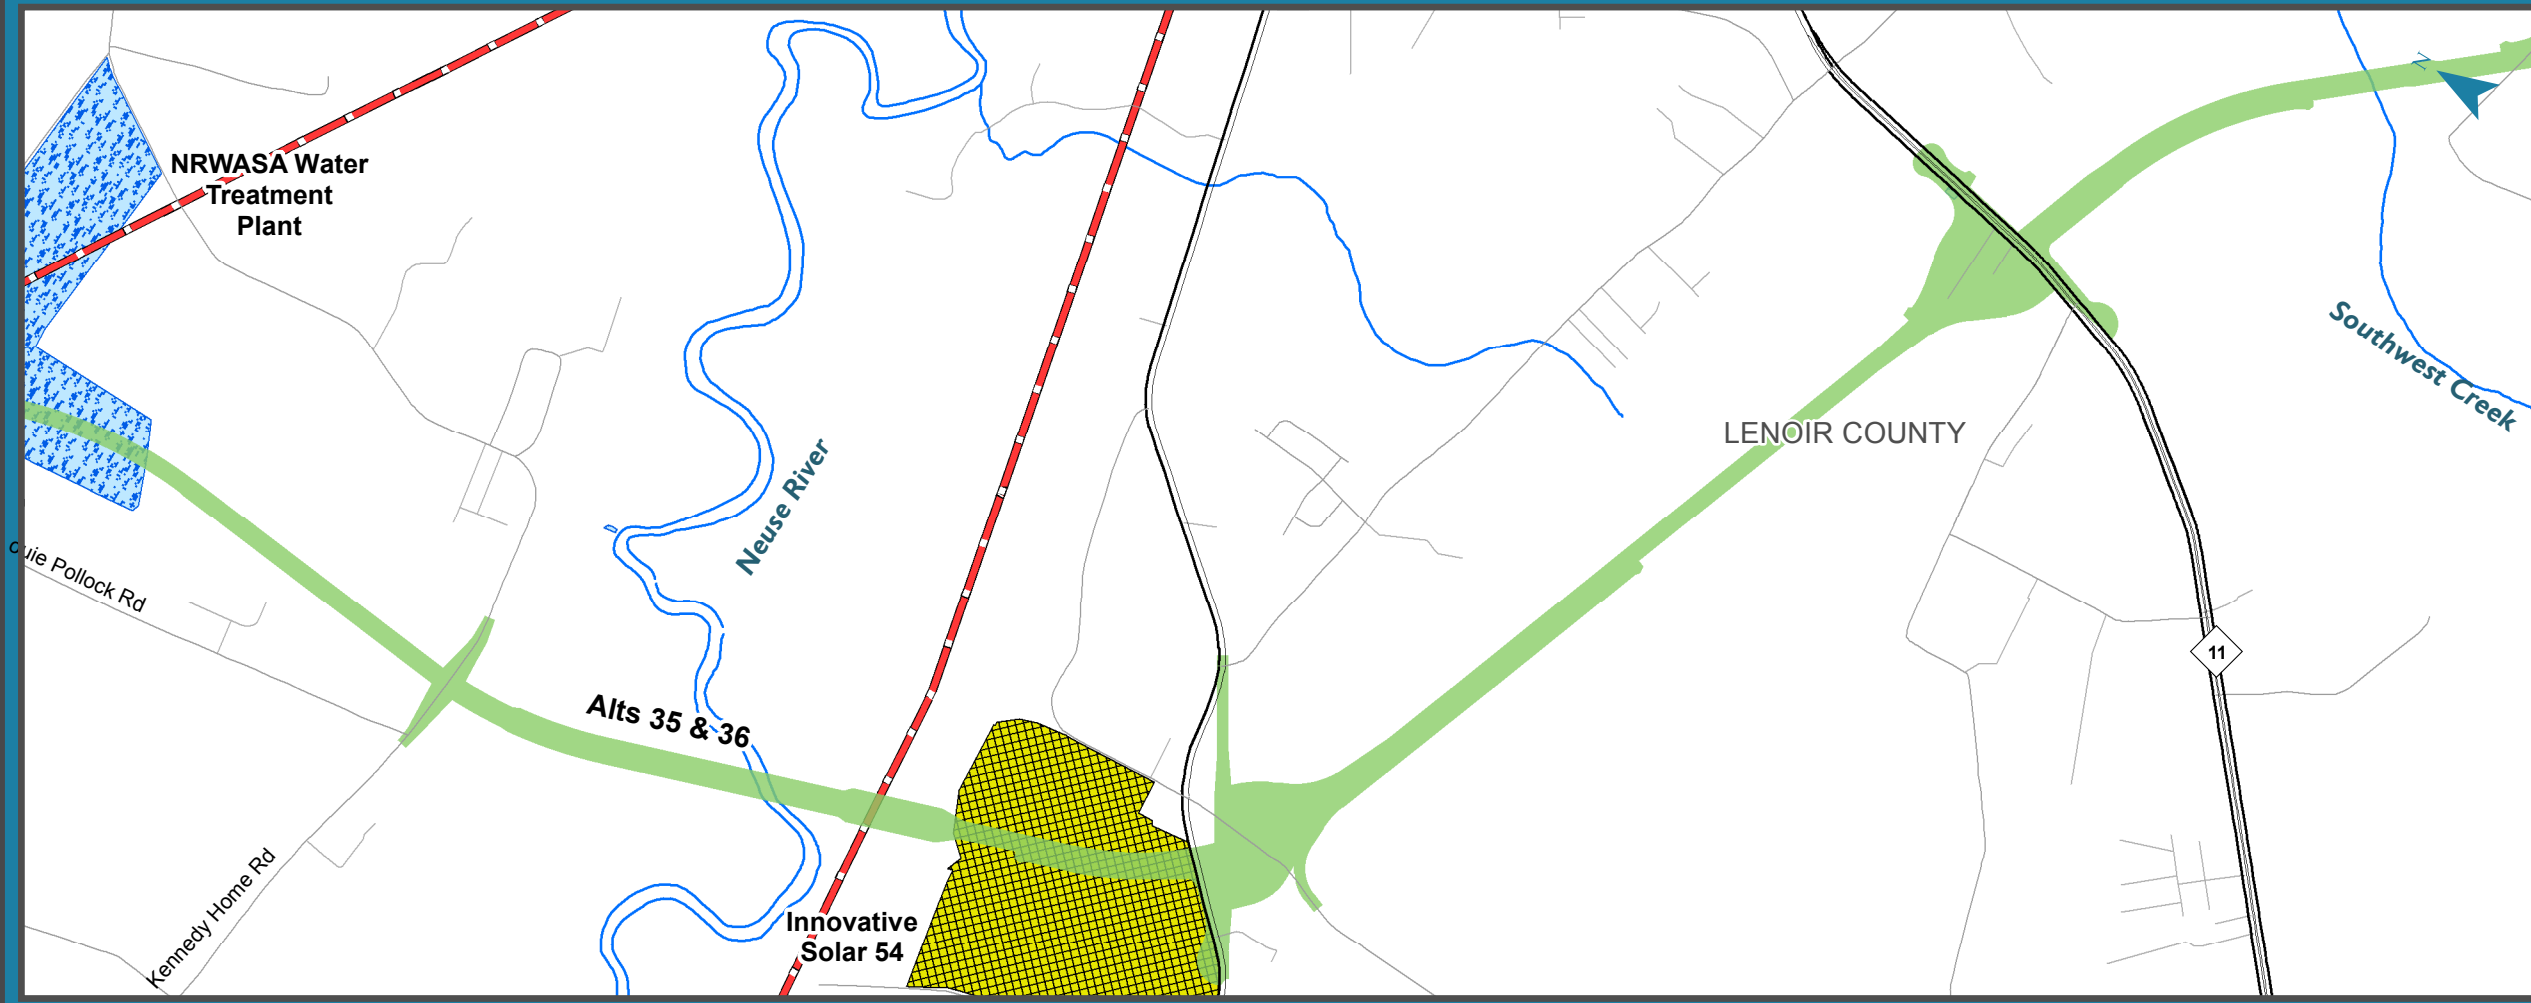 N
NRWASA Water
Treatment
Plant
Southwest Creek
LENOIR COUNTY
Neuse River
ouie Pollock Rd
11
Alts 35 & 36
Kennedy Home Rd
Innovative
Solar 54